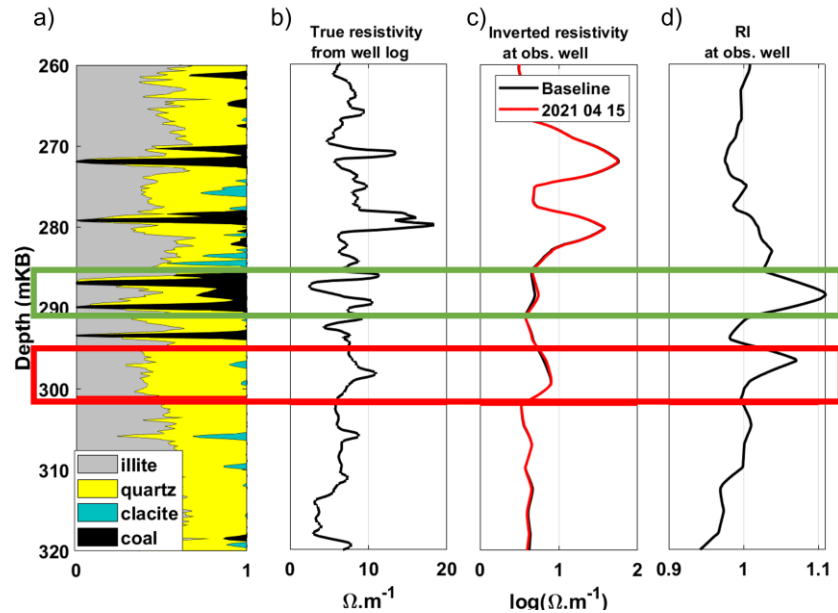 a)
b)
c)
d)
True resistivity
from well log
Inverted resistivity
at obs. well
RI
at obs. well
Baseline
2021 04 15
Depth (mKB)
260
270
280
290
300
310
320
illite
quartz
clacite
coal
0
1
0
10
20
0
1
2
0.9
1
1.1
Ω.m⁻¹
log(Ω.m⁻¹)